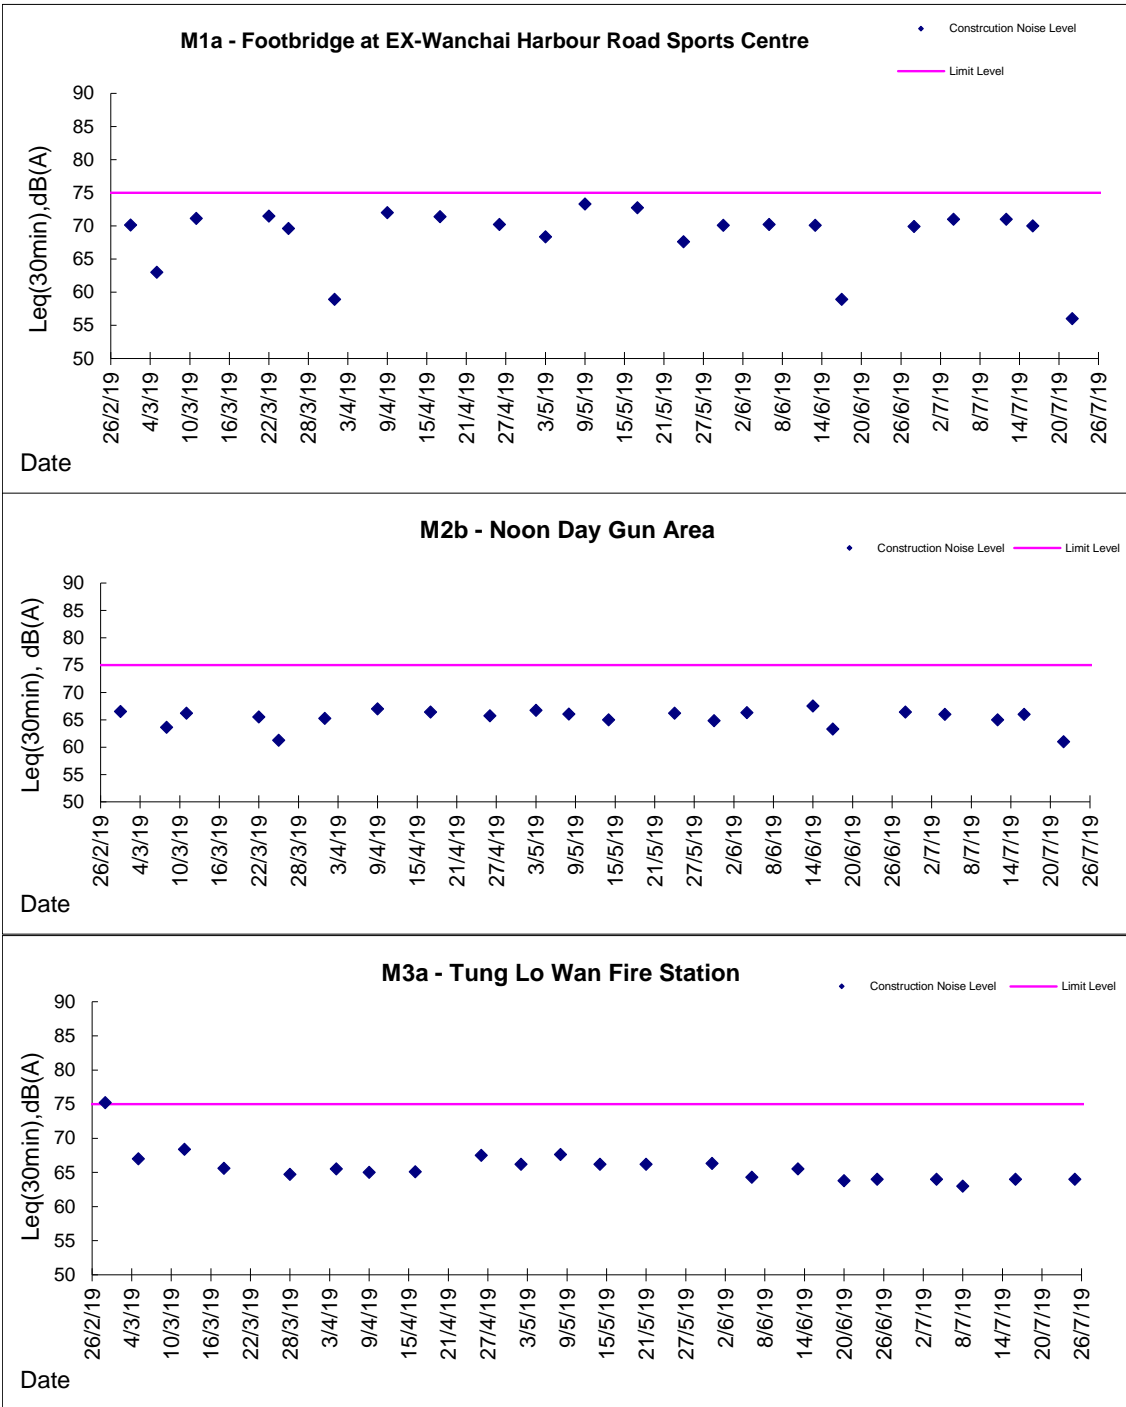 M1a - Footbridge at EX-Wanchai Harbour Road Sports Centre
Constrcution Noise Level
Limit Level
Leq(30min),dB(A)
90
85
80
75
70
65
60
55
50
26/2/19 4/3/19 10/3/19 16/3/19 22/3/19 28/3/19 3/4/19 9/4/19 15/4/19 21/4/19 27/4/19 3/5/19 9/5/19 15/5/19 21/5/19 27/5/19 2/6/19 8/6/19 14/6/19 20/6/19 26/6/19 2/7/19 8/7/19 14/7/19 20/7/19 26/7/19
Date
M2b - Noon Day Gun Area
Construction Noise Level Limit Level
Leq(30min), dB(A)
90
85
80
75
70
65
60
55
50
26/2/19 4/3/19 10/3/19 16/3/19 22/3/19 28/3/19 3/4/19 9/4/19 15/4/19 21/4/19 27/4/19 3/5/19 9/5/19 15/5/19 21/5/19 27/5/19 2/6/19 8/6/19 14/6/19 20/6/19 26/6/19 2/7/19 8/7/19 14/7/19 20/7/19 26/7/19
Date
M3a - Tung Lo Wan Fire Station
Construction Noise Level Limit Level
Leq(30min),dB(A)
90
85
80
75
70
65
60
55
50
26/2/19 4/3/19 10/3/19 16/3/19 22/3/19 28/3/19 3/4/19 9/4/19 15/4/19 21/4/19 27/4/19 3/5/19 9/5/19 15/5/19 21/5/19 27/5/19 2/6/19 8/6/19 14/6/19 20/6/19 26/6/19 2/7/19 8/7/19 14/7/19 20/7/19 26/7/19
Date